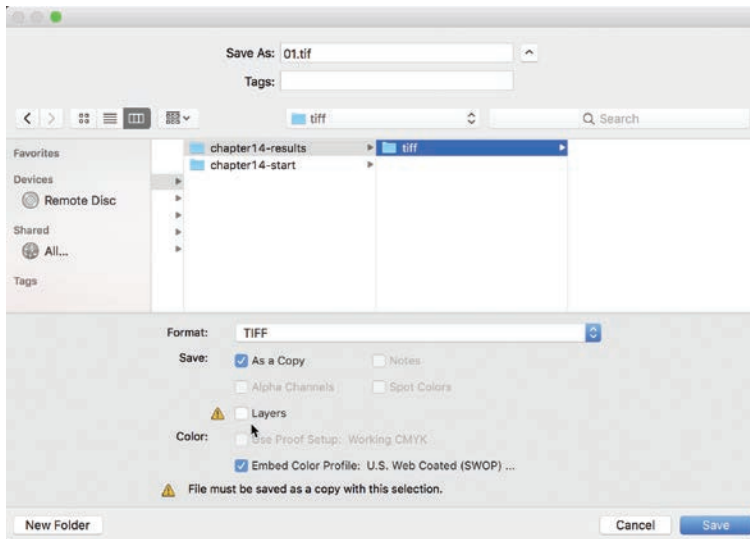 Save As: 01.tif
Tags:
tiff
Search
Favorites
chapter14-results
tiff
chapter14-start
Devices
Remote Disc
Shared
All...
Tags
Format: TIFF
Save: As a Copy Notes
Alpha Channels Spot Colors
Layers
Color: Use Proof Setup: Working CMYK
Embed Color Profile: U.S. Web Coated (SWOP) ...
File must be saved as a copy with this selection.
New Folder Cancel Save